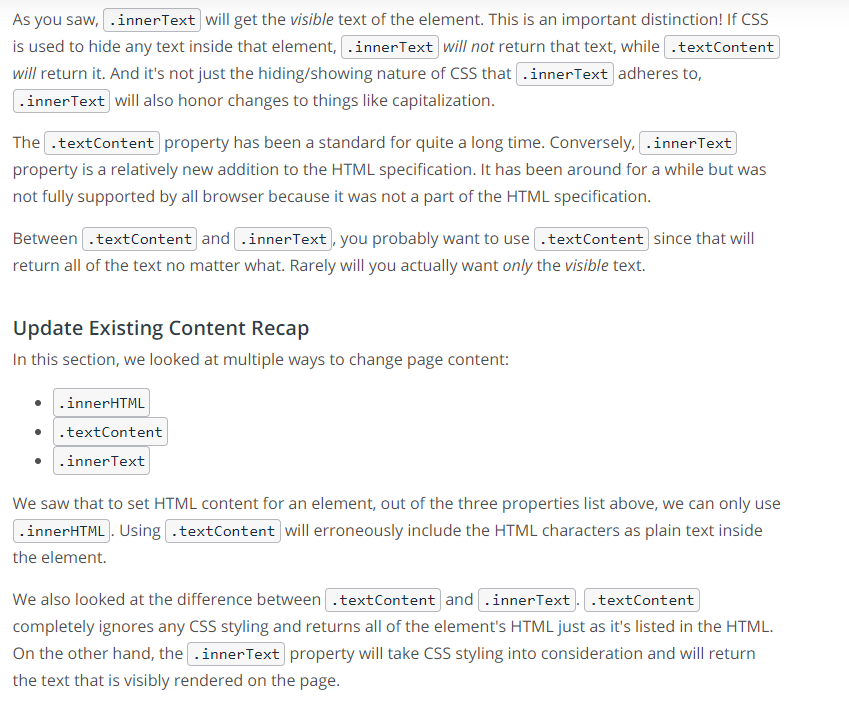 As you saw, .innerText will get the visible text of the element. This is an important distinction! If CSS
is used to hide any text inside that element, .innerText will not return that text, while .textContent
will return it. And it's not just the hiding/showing nature of CSS that .innerText adheres to,
.innerText will also honor changes to things like capitalization.
The .textContent property has been a standard for quite a long time. Conversely, .innerText
property is a relatively new addition to the HTML specification. It has been around for a while but was
not fully supported by all browser because it was not a part of the HTML specification.
Between .textContent and .innerText, you probably want to use .textContent since that will
return all of the text no matter what. Rarely will you actually want only the visible text.
Update Existing Content Recap
In this section, we looked at multiple ways to change page content:
• .innerHTML
• .textContent
• .innerText
We saw that to set HTML content for an element, out of the three properties list above, we can only use
.innerHTML. Using .textContent will erroneously include the HTML characters as plain text inside
the element.
We also looked at the difference between .textContent and .innerText. .textContent
completely ignores any CSS styling and returns all of the element's HTML just as it's listed in the HTML.
On the other hand, the .innerText property will take CSS styling into consideration and will return
the text that is visibly rendered on the page.